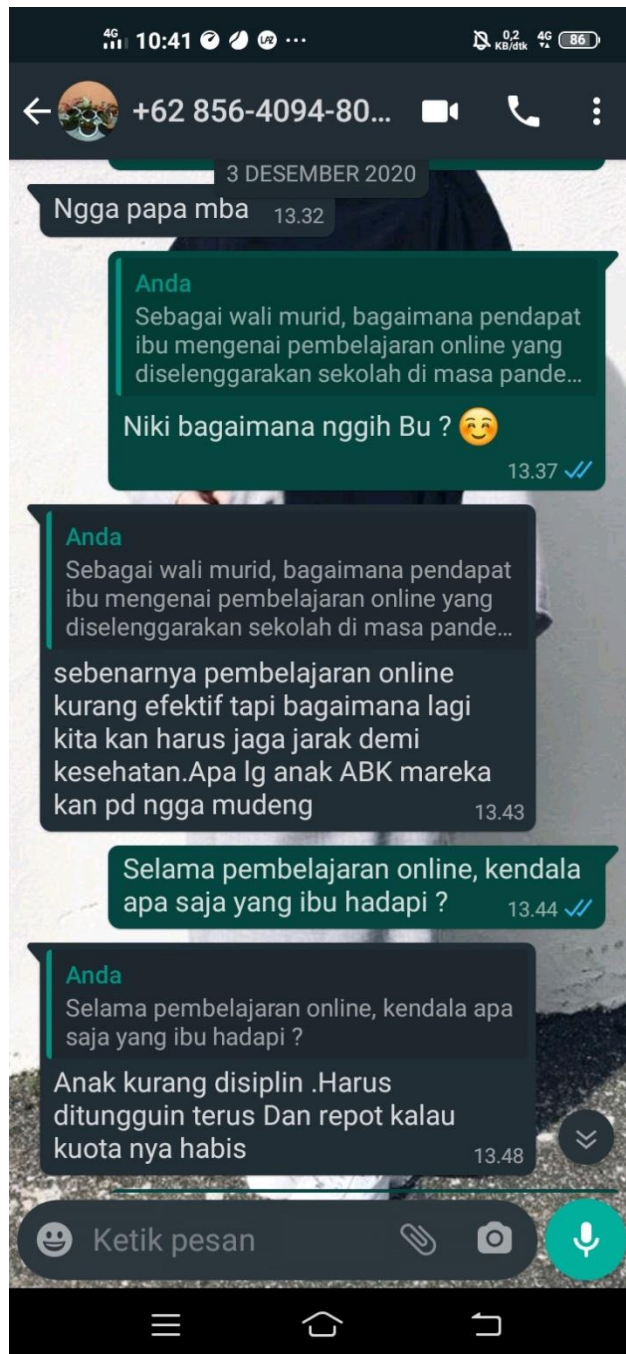 4G 10:41 ...
0,2 KB/dtk 4G 86
+62 856-4094-80...
3 DESEMBER 2020
Ngga papa mba 13.32
Anda
Sebagai wali murid, bagaimana pendapat
ibu mengenai pembelajaran online yang
diselenggarakan sekolah di masa pande...
Niki bagaimana nggih Bu ?
13.37
Anda
Sebagai wali murid, bagaimana pendapat
ibu mengenai pembelajaran online yang
diselenggarakan sekolah di masa pande...
sebenarnya pembelajaran online
kurang efektif tapi bagaimana lagi
kita kan harus jaga jarak demi
kesehatan.Apa lg anak ABK mareka
kan pd ngga mudeng 13.43
Selama pembelajaran online, kendala
apa saja yang ibu hadapi ? 13.44
Anda
Selama pembelajaran online, kendala apa
saja yang ibu hadapi ?
Anak kurang disiplin .Harus
ditungguin terus Dan repot kalau
kuota nya habis 13.48
Ketik pesan